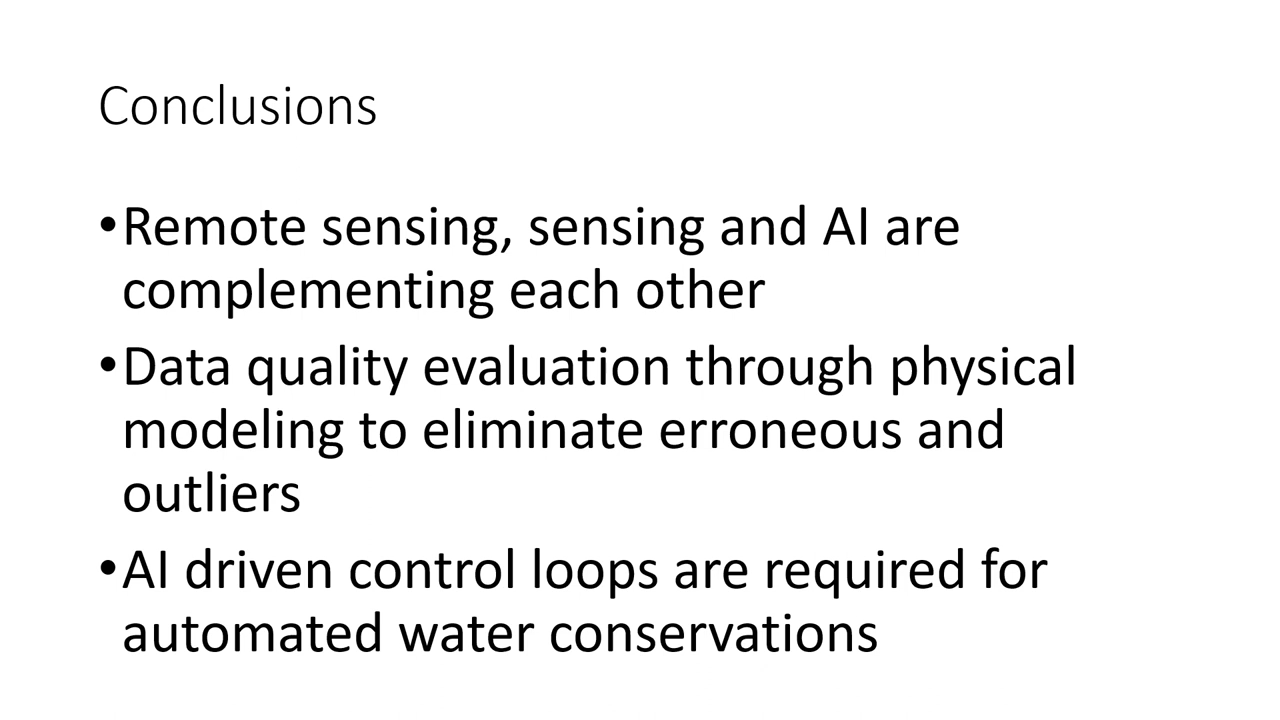 Conclusions
•Remote sensing, sensing and AI are
complementing each other
•Data quality evaluation through physical
modeling to eliminate erroneous and
outliers
•AI driven control loops are required for
automated water conservations